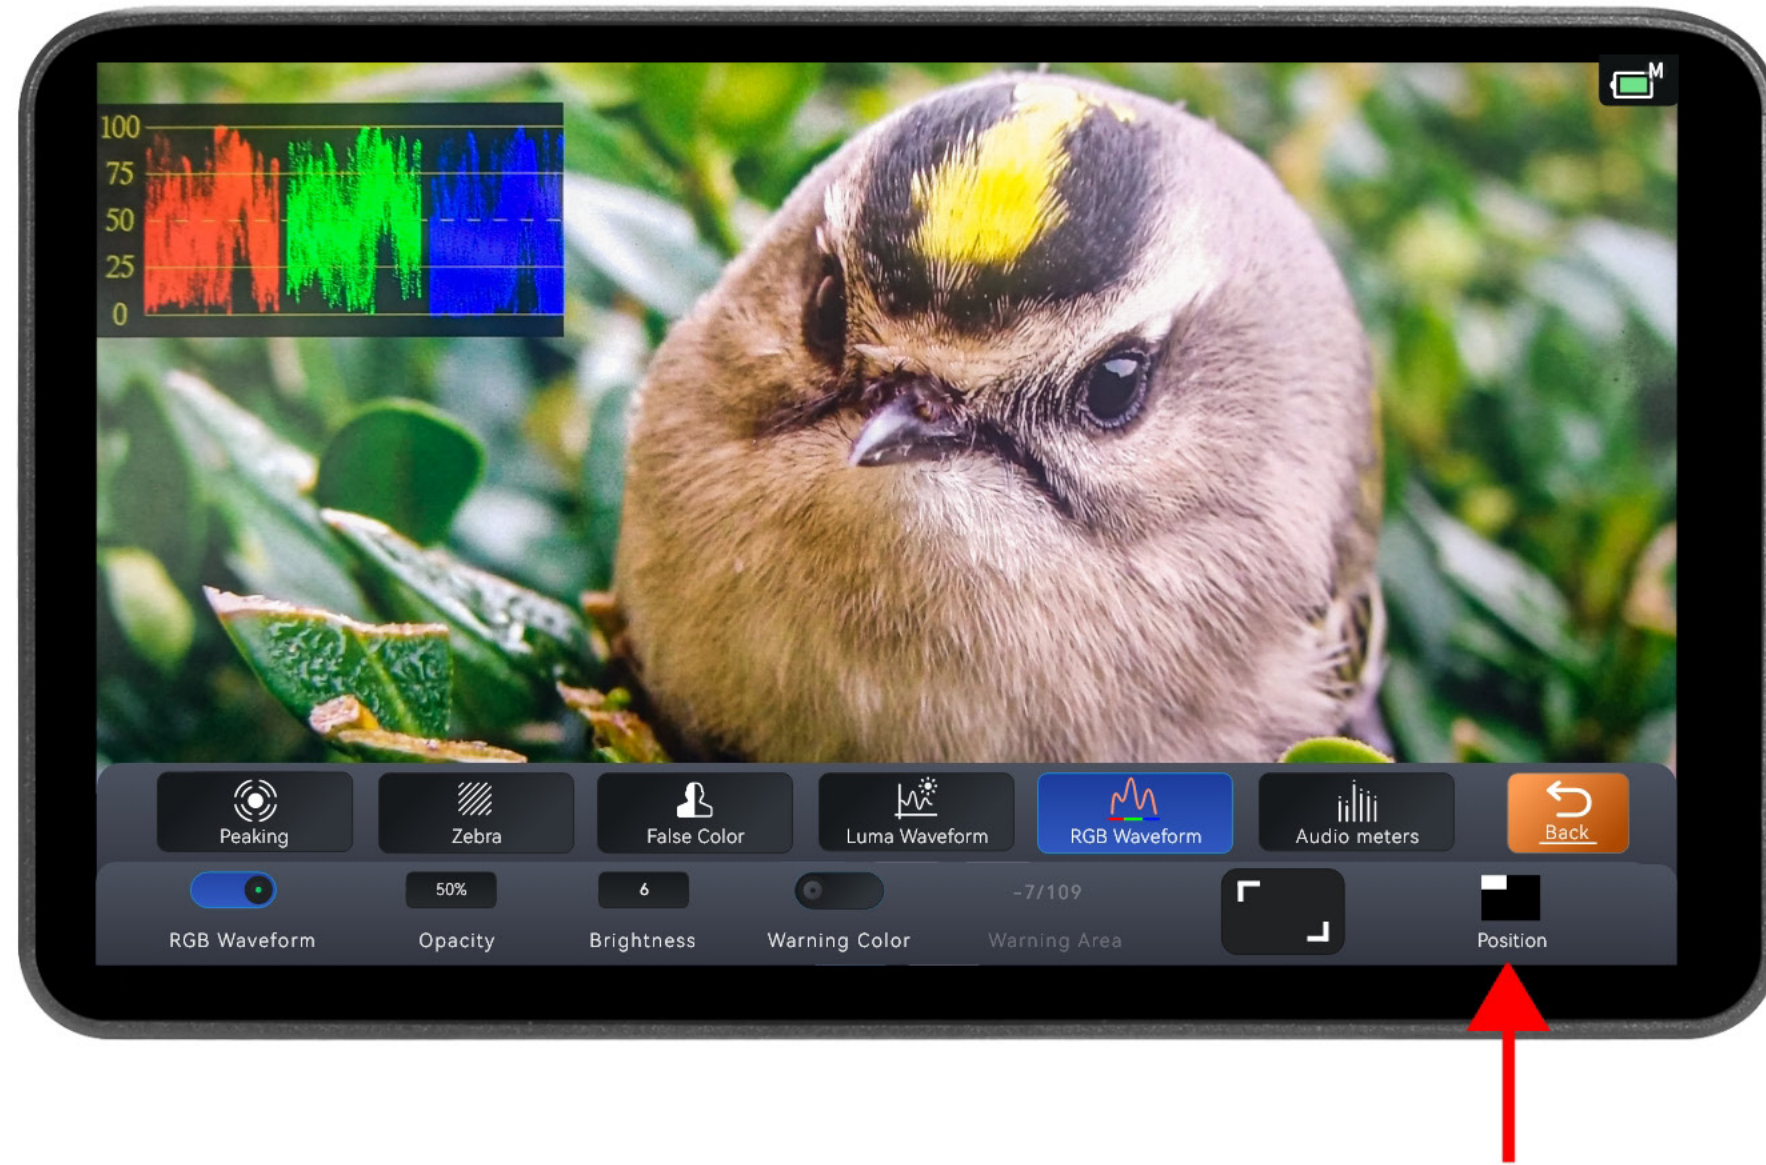 M
100
75
50
25
0
Peaking
Zebra
False Color
Luma Waveform
RGB Waveform
Audio meters
Back
50%
6
-7/109
RGB Waveform
Opacity
Brightness
Warning Color
Warning Area
Position